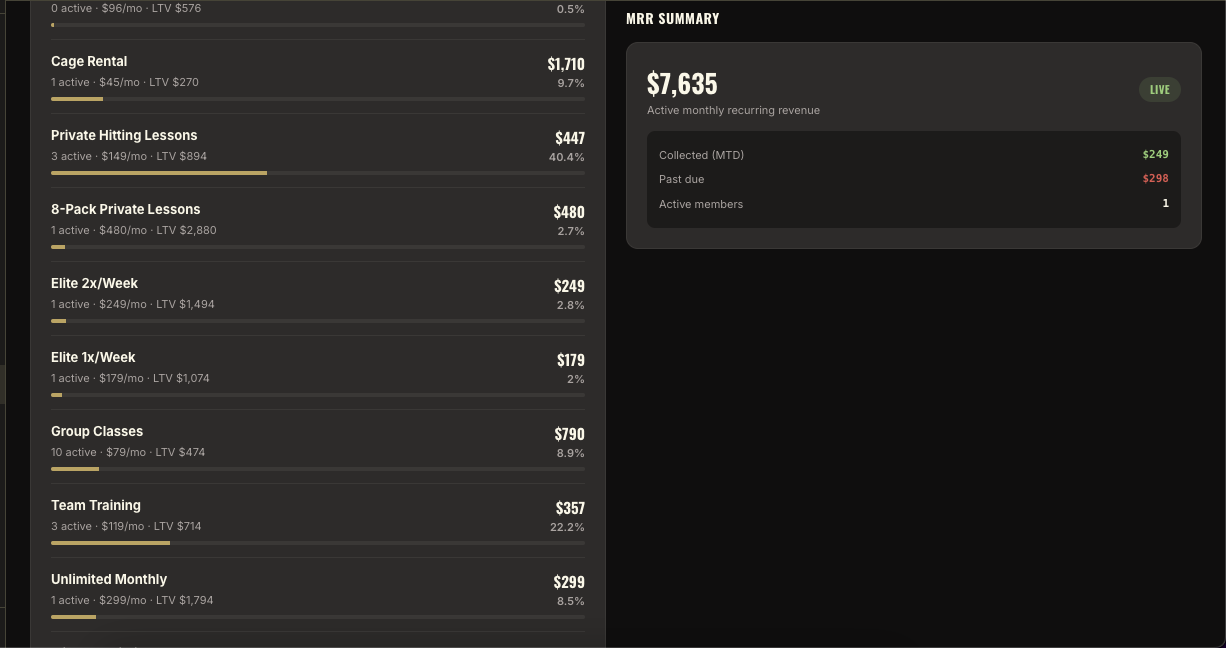 0 active · $96/mo · LTV $576
0.5%
Cage Rental
$1,710
1 active · $45/mo · LTV $270
9.7%
Private Hitting Lessons
$447
3 active · $149/mo · LTV $894
40.4%
8-Pack Private Lessons
$480
1 active · $480/mo · LTV $2,880
2.7%
Elite 2x/Week
$249
1 active · $249/mo · LTV $1,494
2.8%
Elite 1x/Week
$179
1 active · $179/mo · LTV $1,074
2%
Group Classes
$790
10 active · $79/mo · LTV $474
8.9%
Team Training
$357
3 active · $119/mo · LTV $714
22.2%
Unlimited Monthly
$299
1 active · $299/mo · LTV $1,794
8.5%
MRR SUMMARY
$7,635
LIVE
Active monthly recurring revenue
Collected (MTD)
$249
Past due
$298
Active members
1